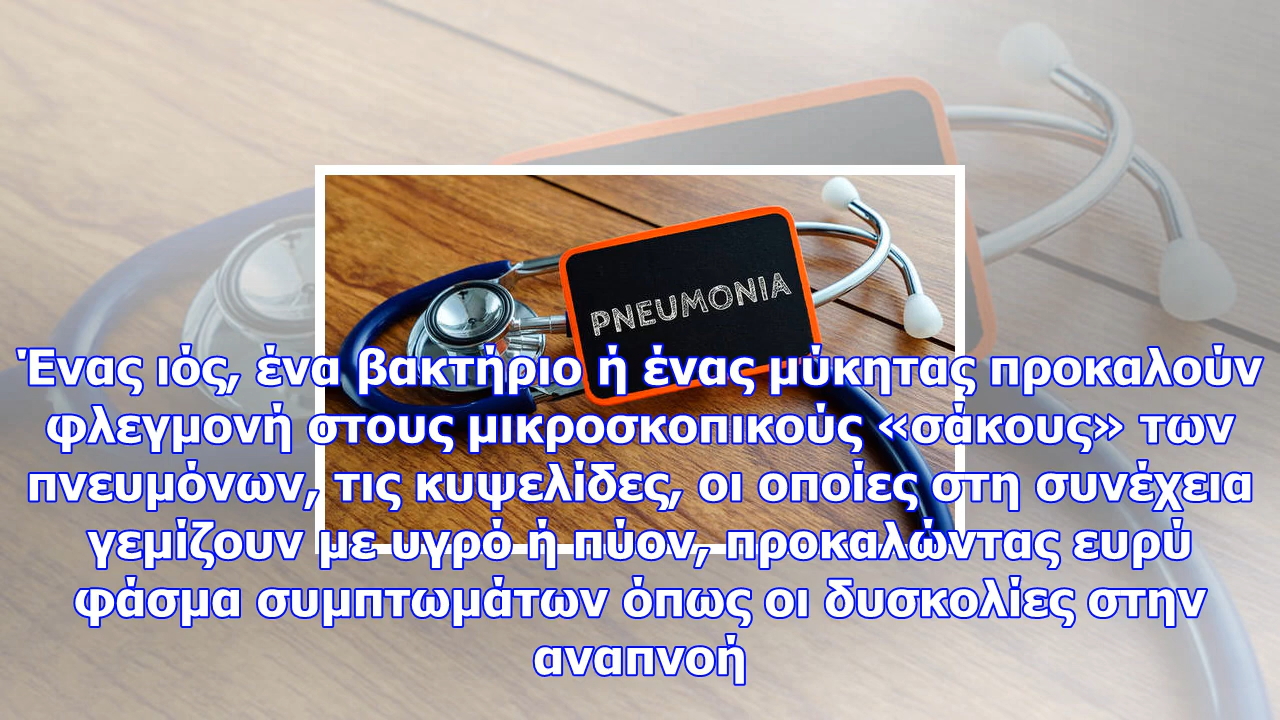 PNEUMONIA
Ένας ιός, ένα βακτήριο ή ένας μύκητας προκαλούν
φλεγμονή στους μικροσκοπικούς «σάκους» των
πνευμόνων, τις κυψελίδες, οι οποίες στη συνέχεια
γεμίζουν με υγρό ή πύον, προκαλώντας ευρύ
φάσμα συμπτωμάτων όπως οι δυσκολίες στην
αναπνοή